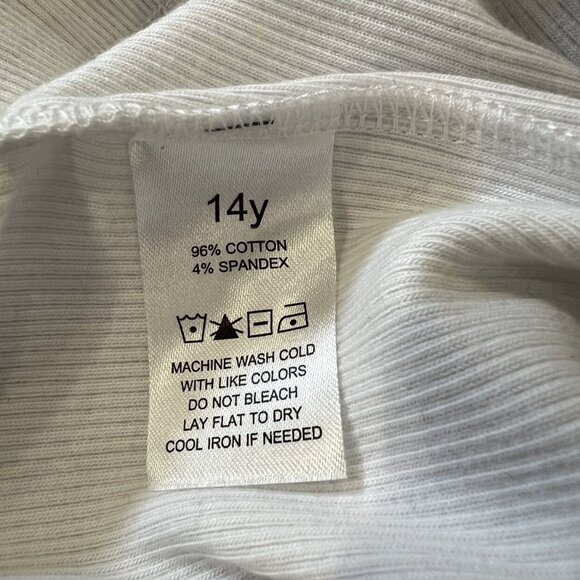 14y
96% COTTON
4% SPANDEX
MACHINE WASH COLD
WITH LIKE COLORS
DO NOT BLEACH
LAY FLAT TO DRY
COOL IRON IF NEEDED